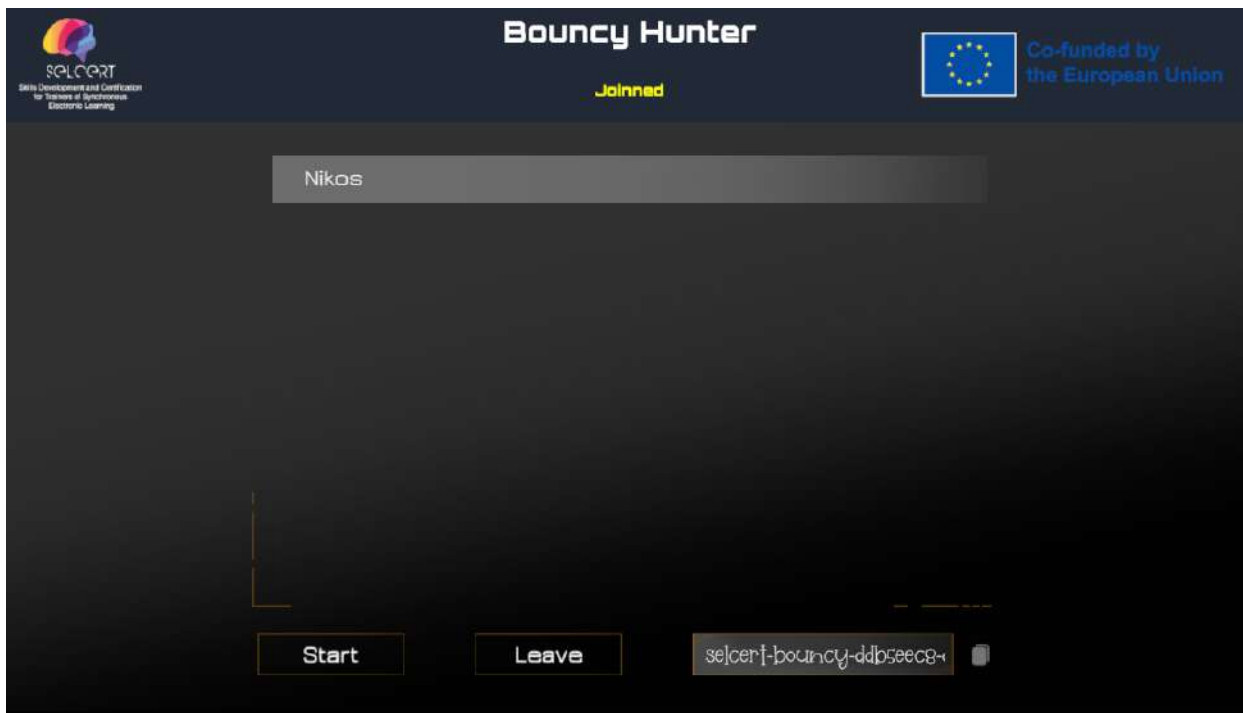 Bouncy Hunter
Joinned
SELCERT
Skills Development and Certification
for Trainers of Synchronous
Electronic Learning
Co-funded by
the European Union
Nikos
Start
Leave
selcert-bouncy-ddb5eec8-